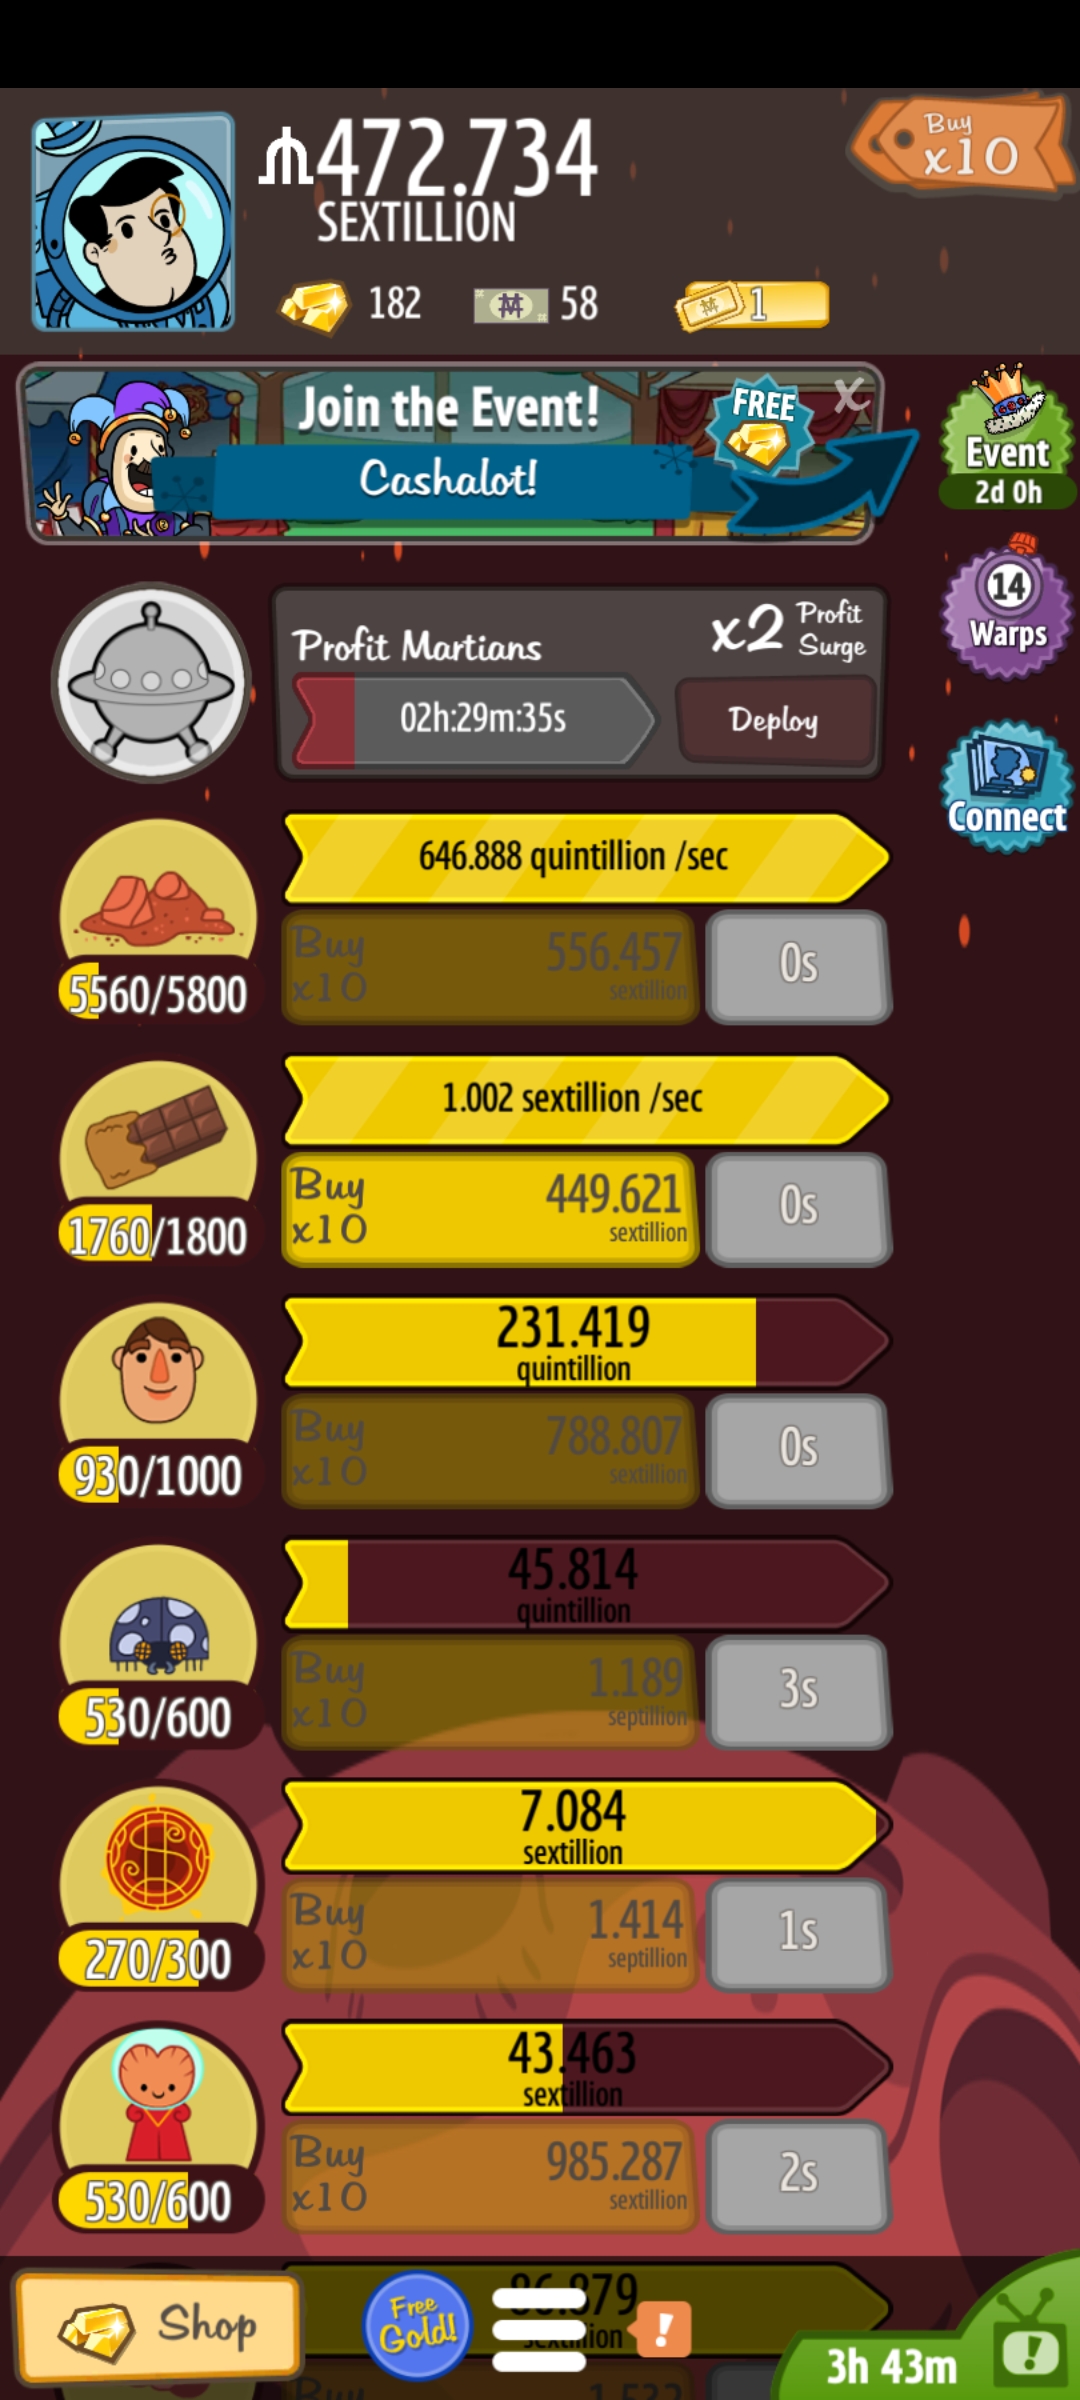 472.734
SEXTILLION
Buy
x10
182
58
1
Join the Event!
FREE
X
Cashalot!
Event
2d 0h
14
Warps
Connect
Profit Martians
x2 Profit
Surge
02h:29m:35s
Deploy
646.888 quintillion /sec
Buy
x10
556.457
sextillion
0s
5560/5800
1.002 sextillion /sec
Buy
x10
449.621
sextillion
0s
1760/1800
231.419
quintillion
Buy
x10
788.807
sextillion
0s
930/1000
45.814
quintillion
Buy
x10
1.189
septillion
3s
530/600
7.084
sextillion
Buy
x10
1.414
septillion
1s
270/300
43.463
sextillion
Buy
x10
985.287
sextillion
2s
530/600
Shop
Free
Gold!
!
3h 43m
!